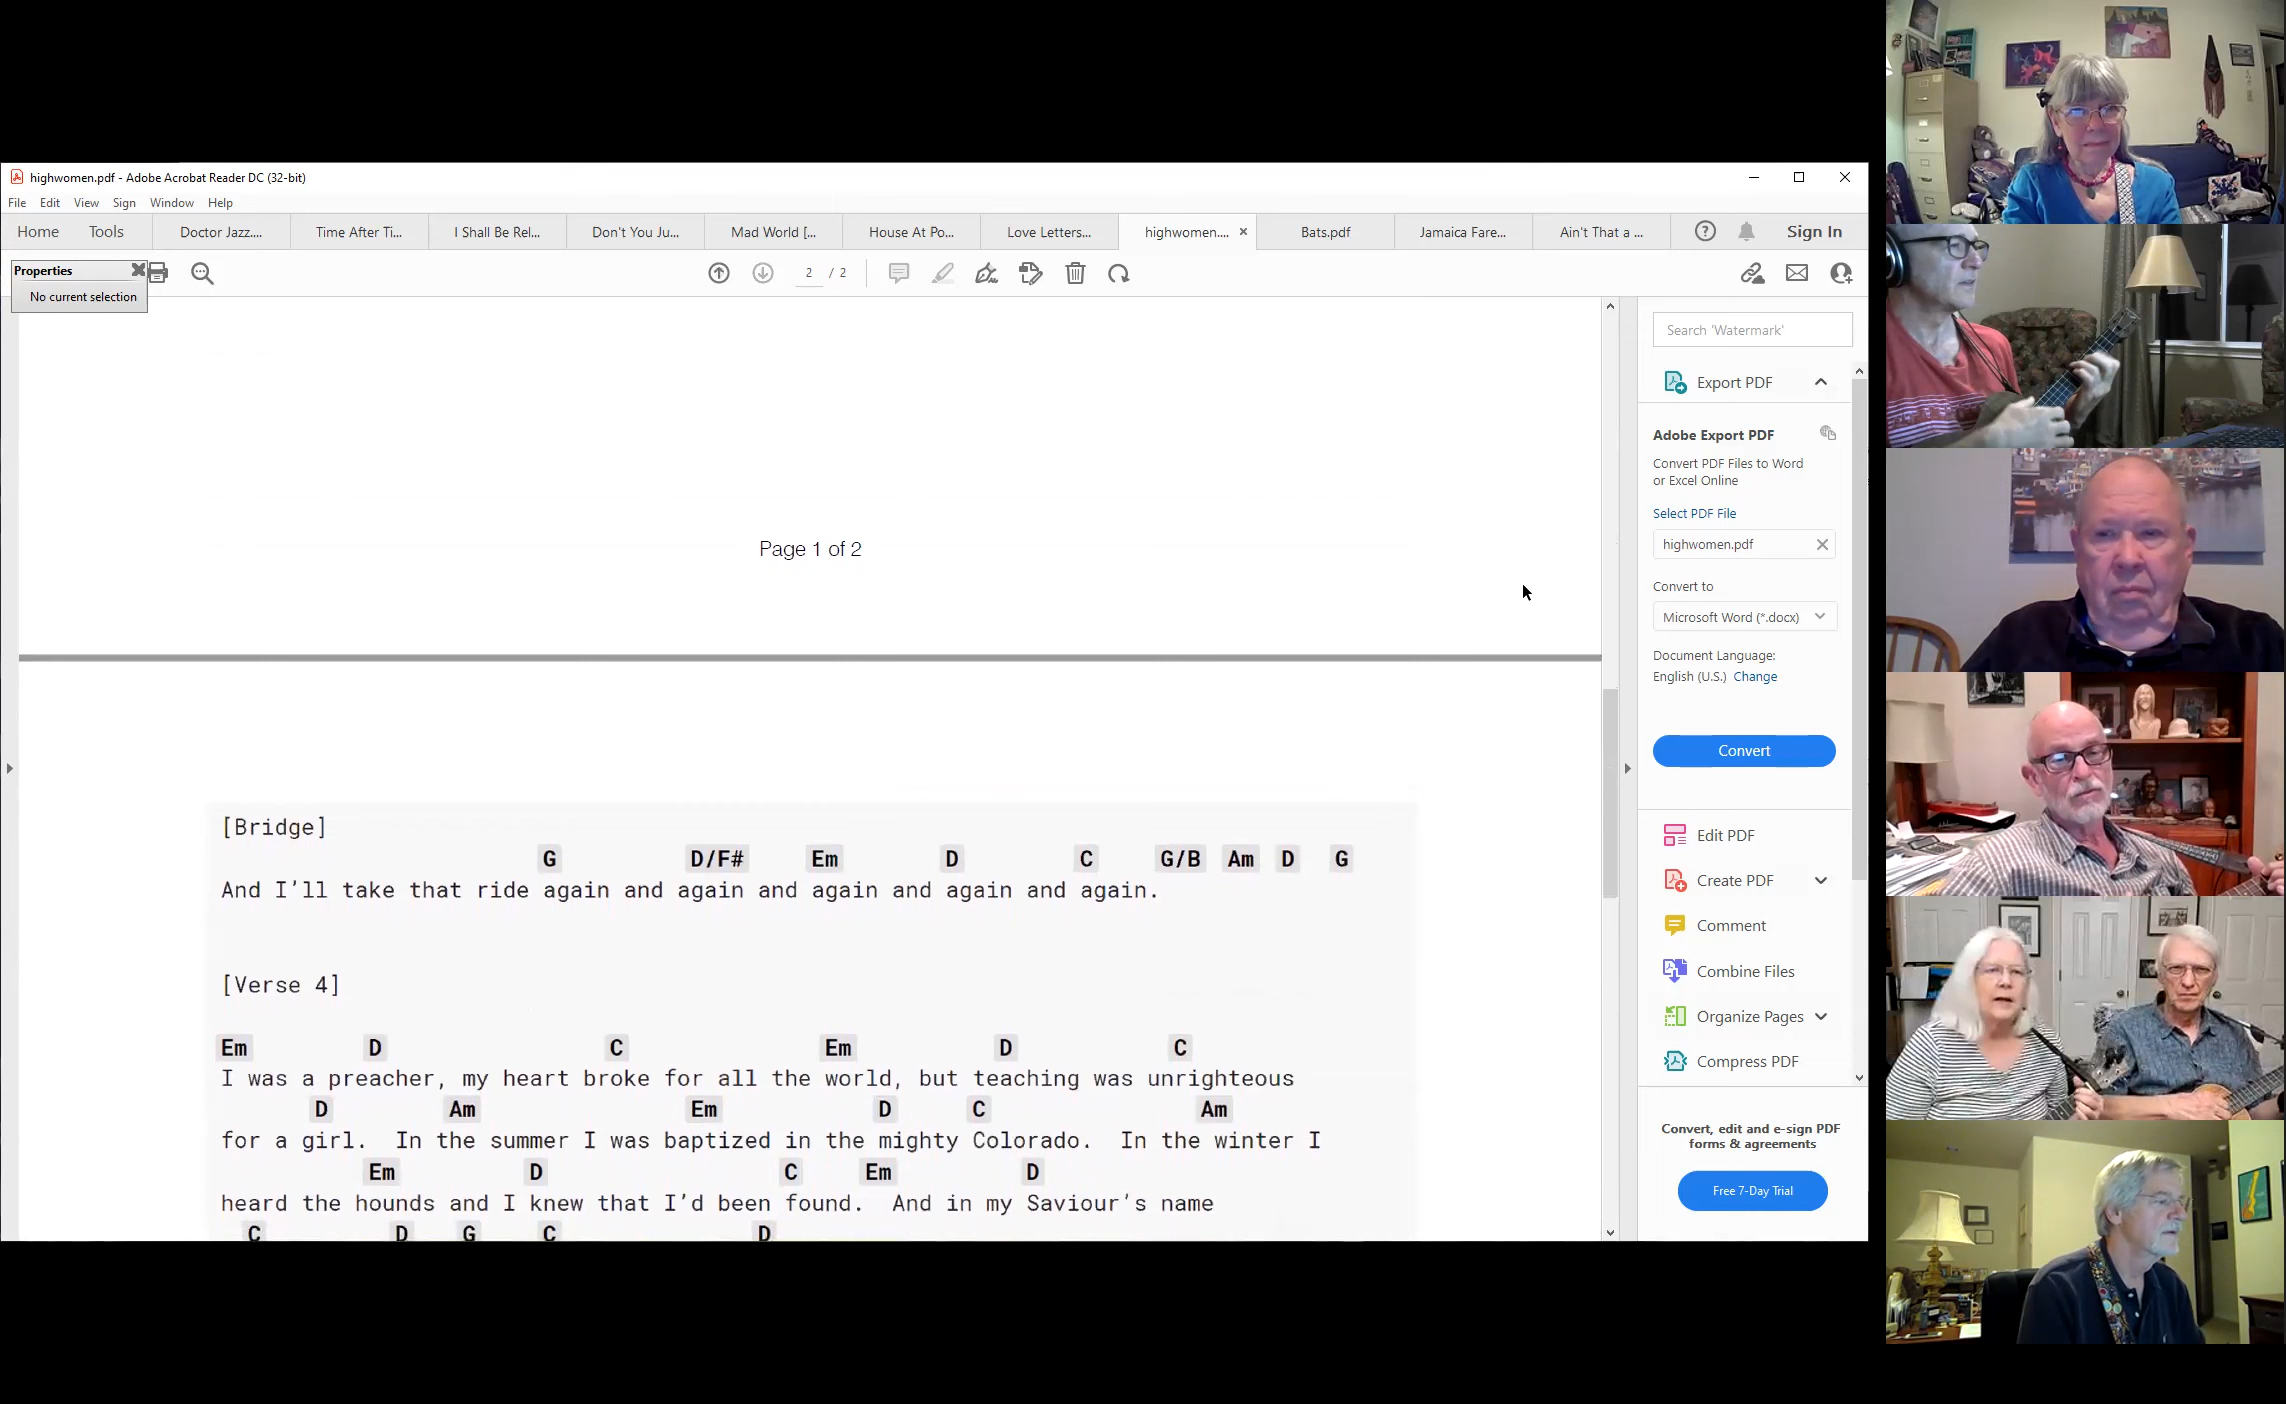 highwomen.pdf - Adobe Acrobat Reader DC (32-bit)
File Edit View Sign Window Help
Home Tools Doctor Jazz.... Time After Ti... I Shall Be Rel... Don't You Ju... Mad World [... House At Po... Love Letters... highwomen.... × Bats.pdf Jamaica Fare... Ain't That a ... Sign In
Properties
No current selection
2 / 2
Search 'Watermark'
Export PDF
Adobe Export PDF
Convert PDF Files to Word
or Excel Online
Select PDF File
highwomen.pdf
Convert to
Microsoft Word (*.docx)
Document Language:
English (U.S.) Change
Convert
Edit PDF
Create PDF
Comment
Combine Files
Organize Pages
Compress PDF
Convert, edit and e-sign PDF
forms & agreements
Free 7-Day Trial
Page 1 of 2
[Bridge]
G D/F# Em D C G/B Am D G
And I'll take that ride again and again and again and again and again.
[Verse 4]
Em D C Em D C
I was a preacher, my heart broke for all the world, but teaching was unrighteous
D Am Em D C Am
for a girl. In the summer I was baptized in the mighty Colorado. In the winter I
Em D C Em D
heard the hounds and I knew that I'd been found. And in my Saviour's name
C D G C D